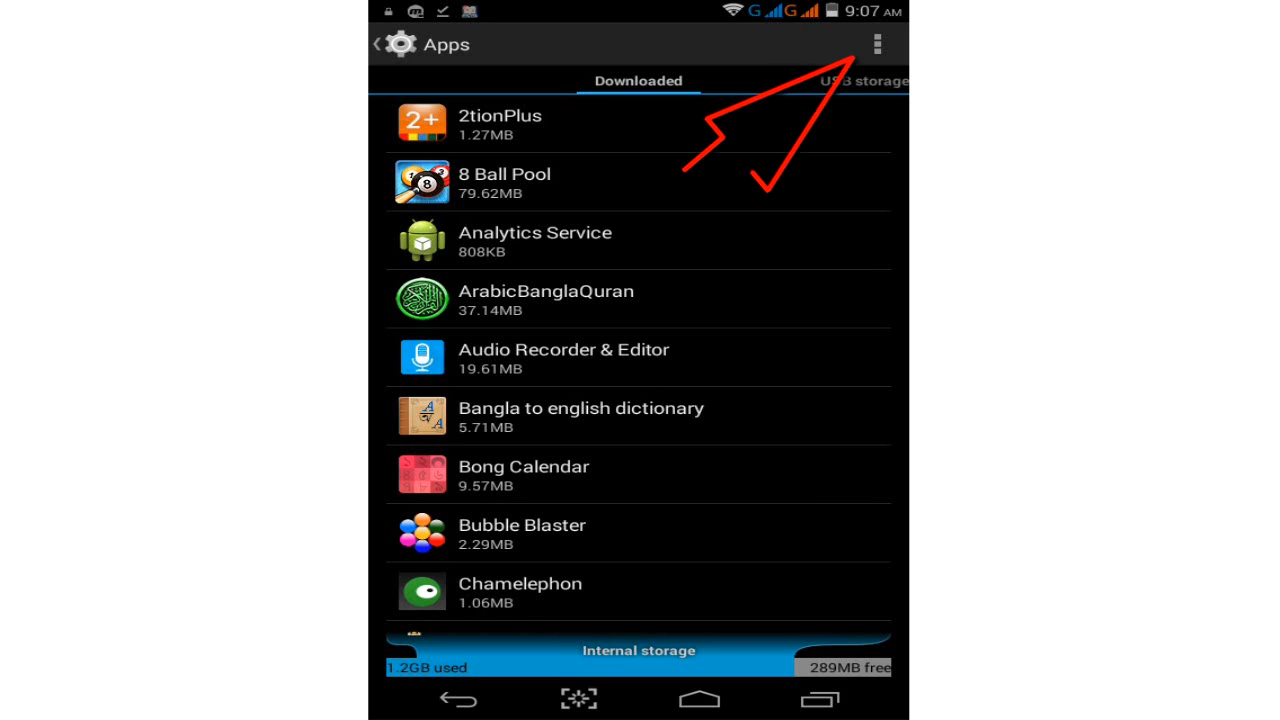 G G 9:07 AM
Apps
Downloaded USB storage
2+ 2tionPlus
1.27MB
8 Ball Pool
79.62MB
Analytics Service
808KB
ArabicBanglaQuran
37.14MB
Audio Recorder & Editor
19.61MB
Bangla to english dictionary
5.71MB
Bong Calendar
9.57MB
Bubble Blaster
2.29MB
Chamelephon
1.06MB
Internal storage
1.2GB used 289MB free